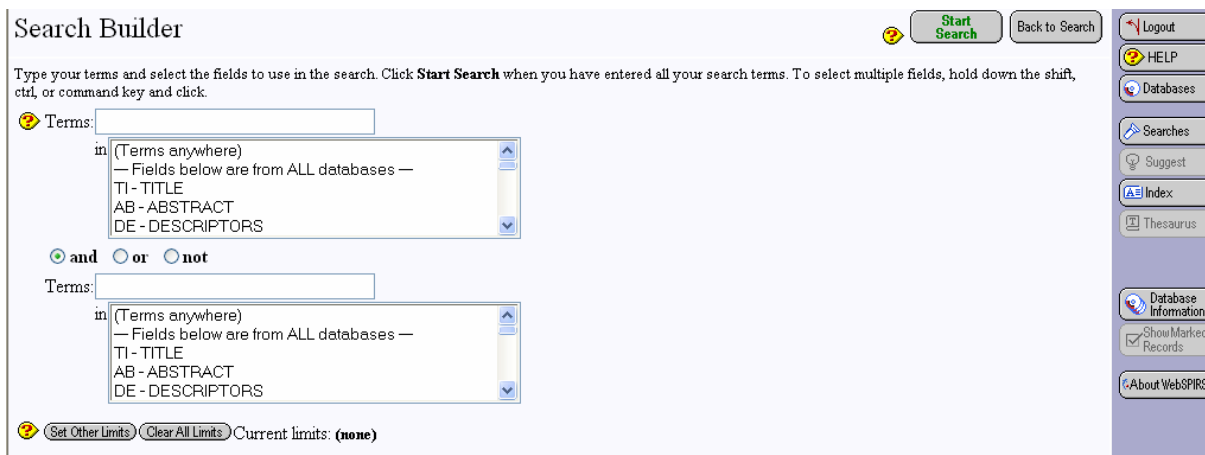 Search Builder
Start Search
Back to Search
Type your terms and select the fields to use in the search. Click Start Search when you have entered all your search terms. To select multiple fields, hold down the shift,
ctrl, or command key and click.
Terms:
in (Terms anywhere)
— Fields below are from ALL databases —
TI - TITLE
AB - ABSTRACT
DE - DESCRIPTORS
and or not
Terms:
in (Terms anywhere)
— Fields below are from ALL databases —
TI - TITLE
AB - ABSTRACT
DE - DESCRIPTORS
Set Other Limits Clear All Limits Current limits: (none)
Logout
HELP
Databases
Searches
Suggest
Index
Thesaurus
Database
Information
Show Marked
Records
About WebSPIRS